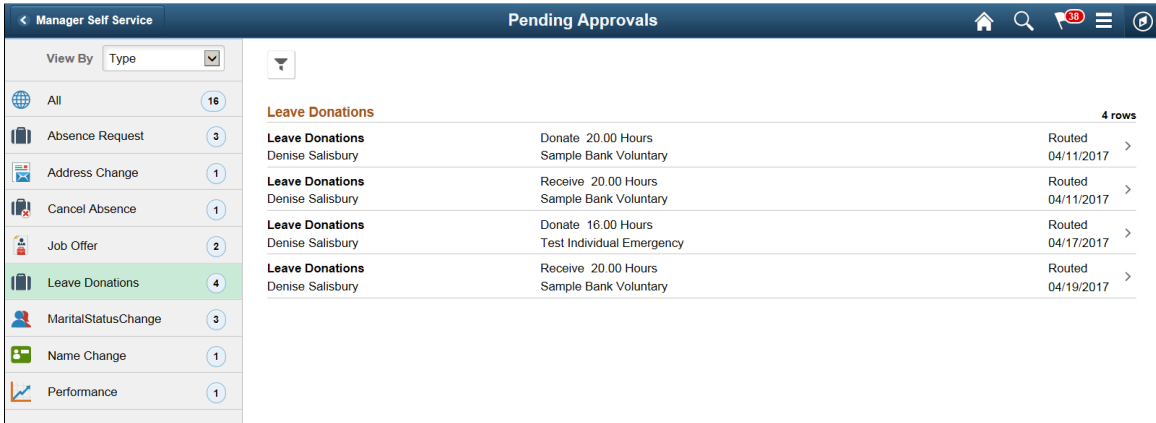 Manager Self Service
Pending Approvals
38
View By Type
All 16
Absence Request 3
Address Change 1
Cancel Absence 1
Job Offer 2
Leave Donations 4
MaritalStatusChange 3
Name Change 1
Performance 1
Leave Donations
4 rows
Leave Donations Donate 20.00 Hours Routed
Denise Salisbury Sample Bank Voluntary 04/11/2017
Leave Donations Receive 20.00 Hours Routed
Denise Salisbury Sample Bank Voluntary 04/11/2017
Leave Donations Donate 16.00 Hours Routed
Denise Salisbury Test Individual Emergency 04/17/2017
Leave Donations Receive 20.00 Hours Routed
Denise Salisbury Sample Bank Voluntary 04/19/2017